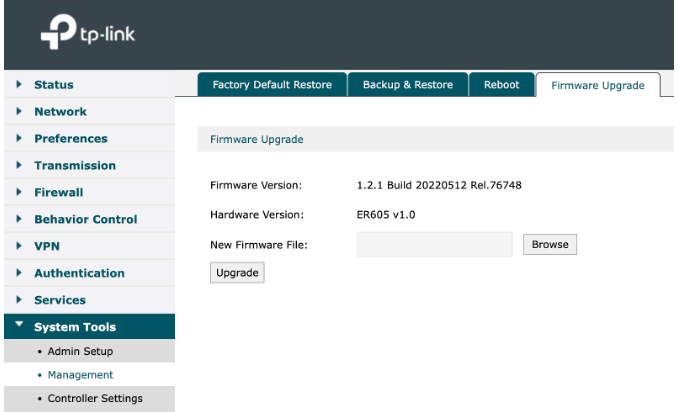 tp-link
Status
Network
Preferences
Transmission
Firewall
Behavior Control
VPN
Authentication
Services
System Tools
• Admin Setup
• Management
• Controller Settings
Factory Default Restore Backup & Restore Reboot Firmware Upgrade
Firmware Upgrade
Firmware Version: 1.2.1 Build 20220512 Rel.76748
Hardware Version: ER605 v1.0
New Firmware File: Browse
Upgrade